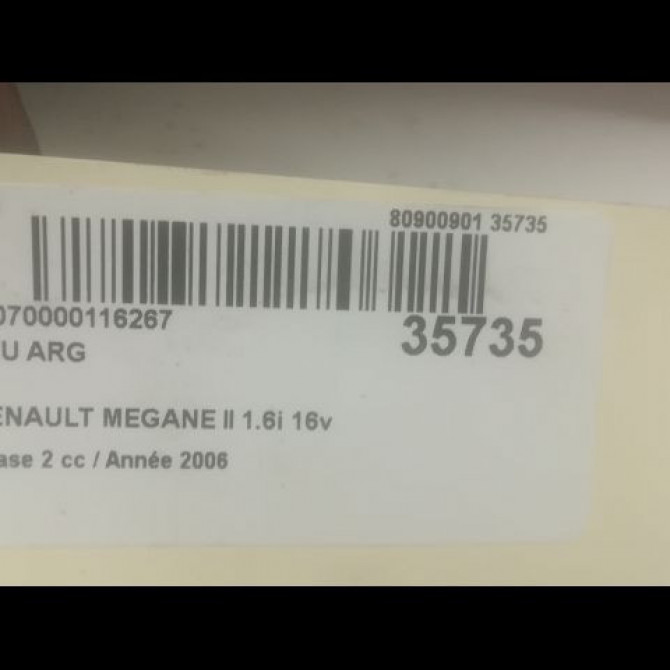 80900901 35735
070000116267
35735
U ARG
ENAULT MEGANE II 1.6i 16v
ase 2 cc / Année 2006